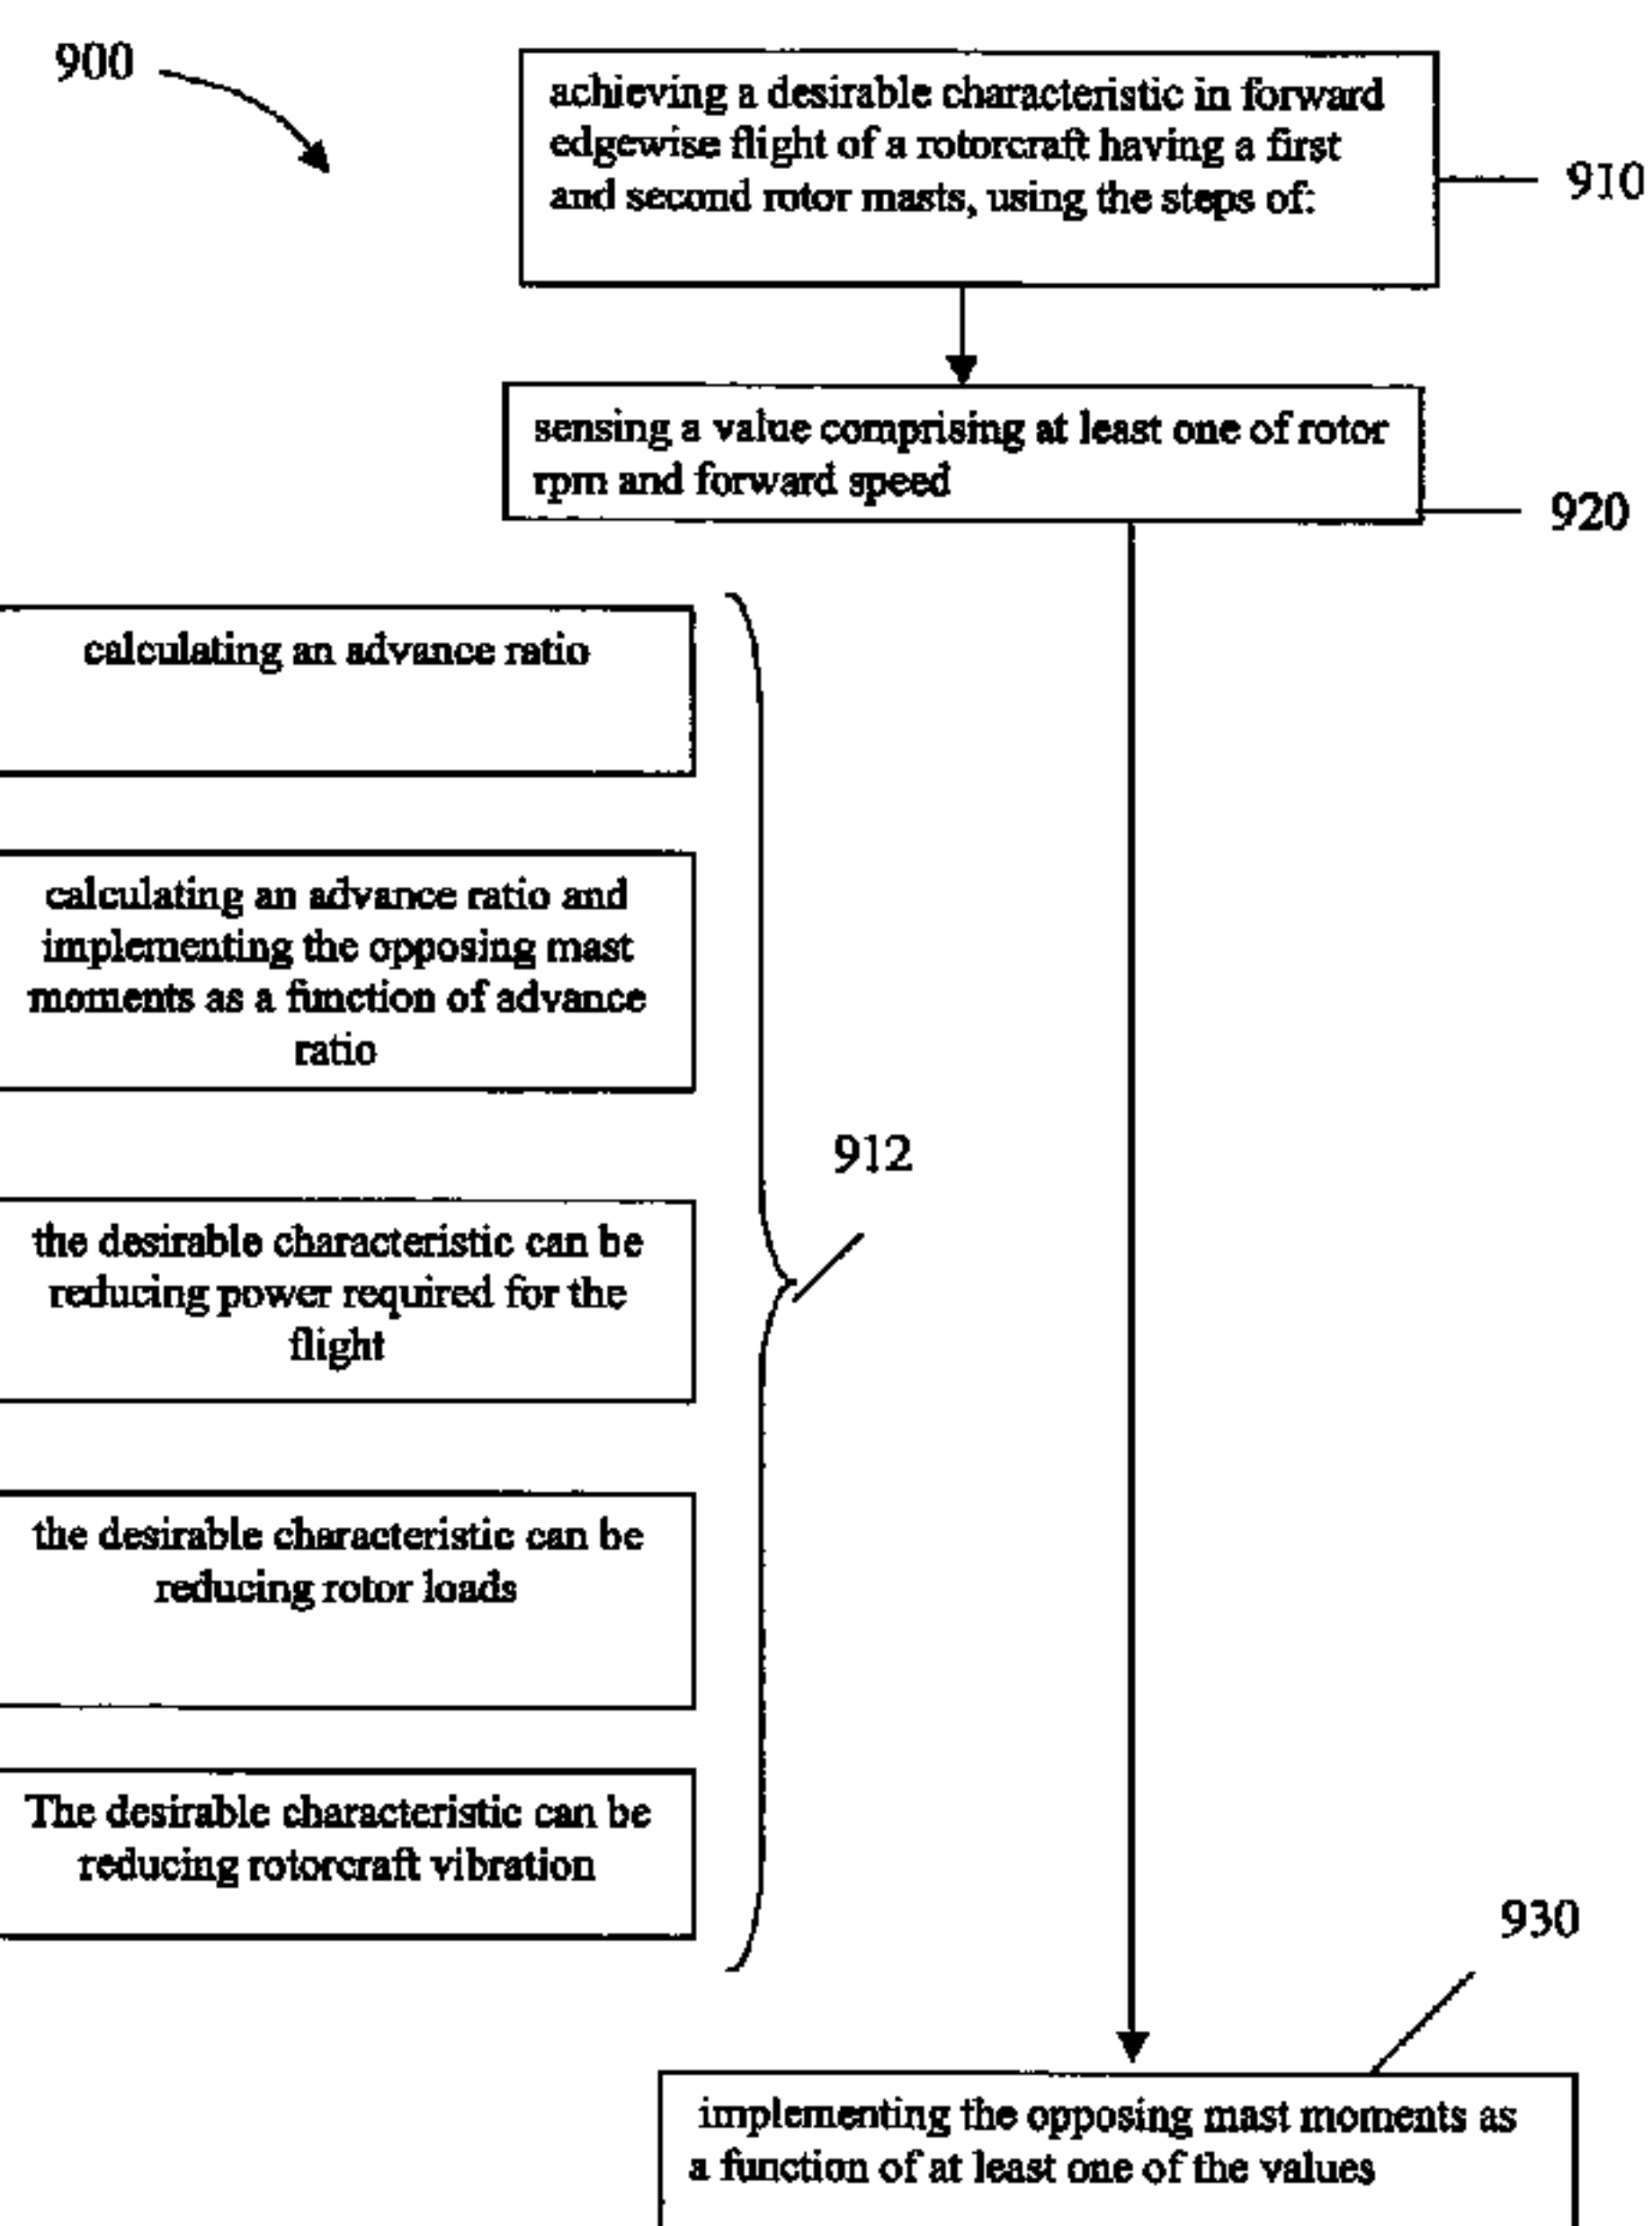 900
achieving a desirable characteristic in forward
edgewise flight of a rotorcraft having a first
and second rotor masts, using the steps of:
910
sensing a value comprising at least one of rotor
rpm and forward speed
920
calculating an advance ratio
calculating an advance ratio and
implementing the opposing mast
moments as a function of advance
ratio
912
the desirable characteristic can be
reducing power required for the
flight
the desirable characteristic can be
reducing rotor loads
The desirable characteristic can be
reducing rotorcraft vibration
930
implementing the opposing mast moments as
a function of at least one of the values